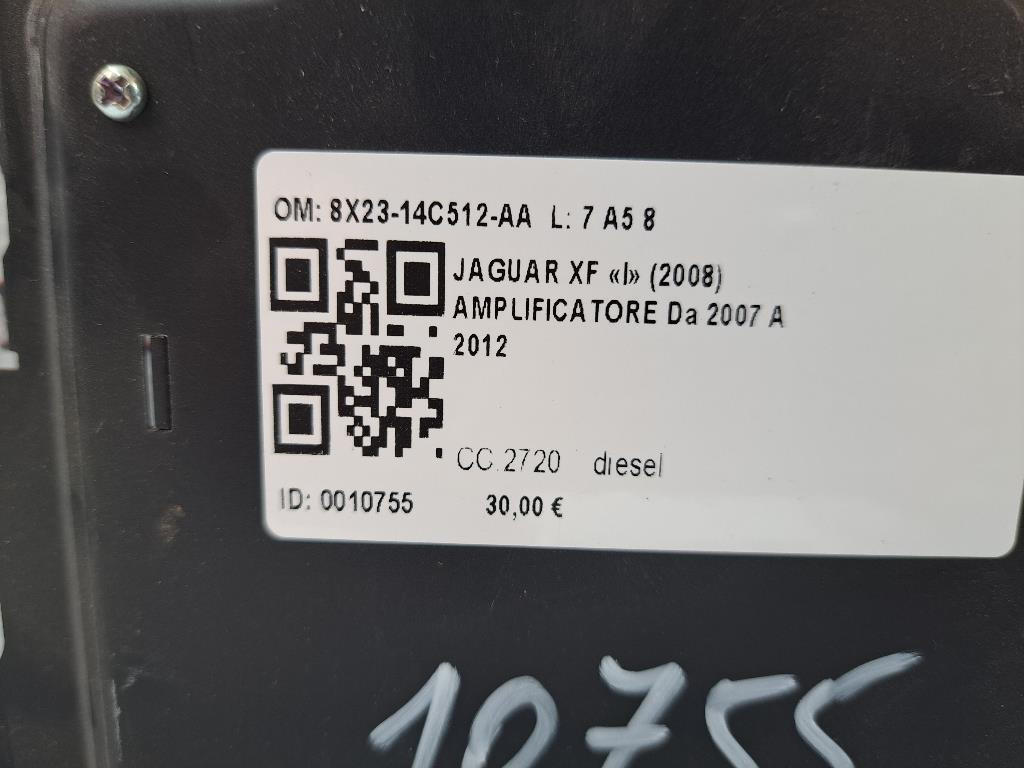 OM: 8X23-14C512-AA L: 7 A5 8
JAGUAR XF «I» (2008)
AMPLIFICATORE Da 2007 A
2012
CC.2720 diesel
ID: 0010755 30,00 €
10755